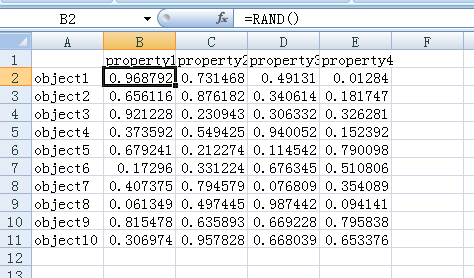 B2 =RAND()
A B C D E F
1 property1 property2 property3 property4
2 object1 0.968792 0.731468 0.49131 0.01284
3 object2 0.656116 0.876182 0.340614 0.181747
4 object3 0.921228 0.230943 0.306332 0.326281
5 object4 0.373592 0.549425 0.940052 0.152392
6 object5 0.679241 0.212274 0.114542 0.790098
7 object6 0.17296 0.331224 0.676345 0.510806
8 object7 0.407375 0.794579 0.076809 0.354089
9 object8 0.061349 0.497445 0.987442 0.094141
10 object9 0.815478 0.635893 0.669228 0.795838
11 object10 0.306974 0.957828 0.668039 0.653376
12
13